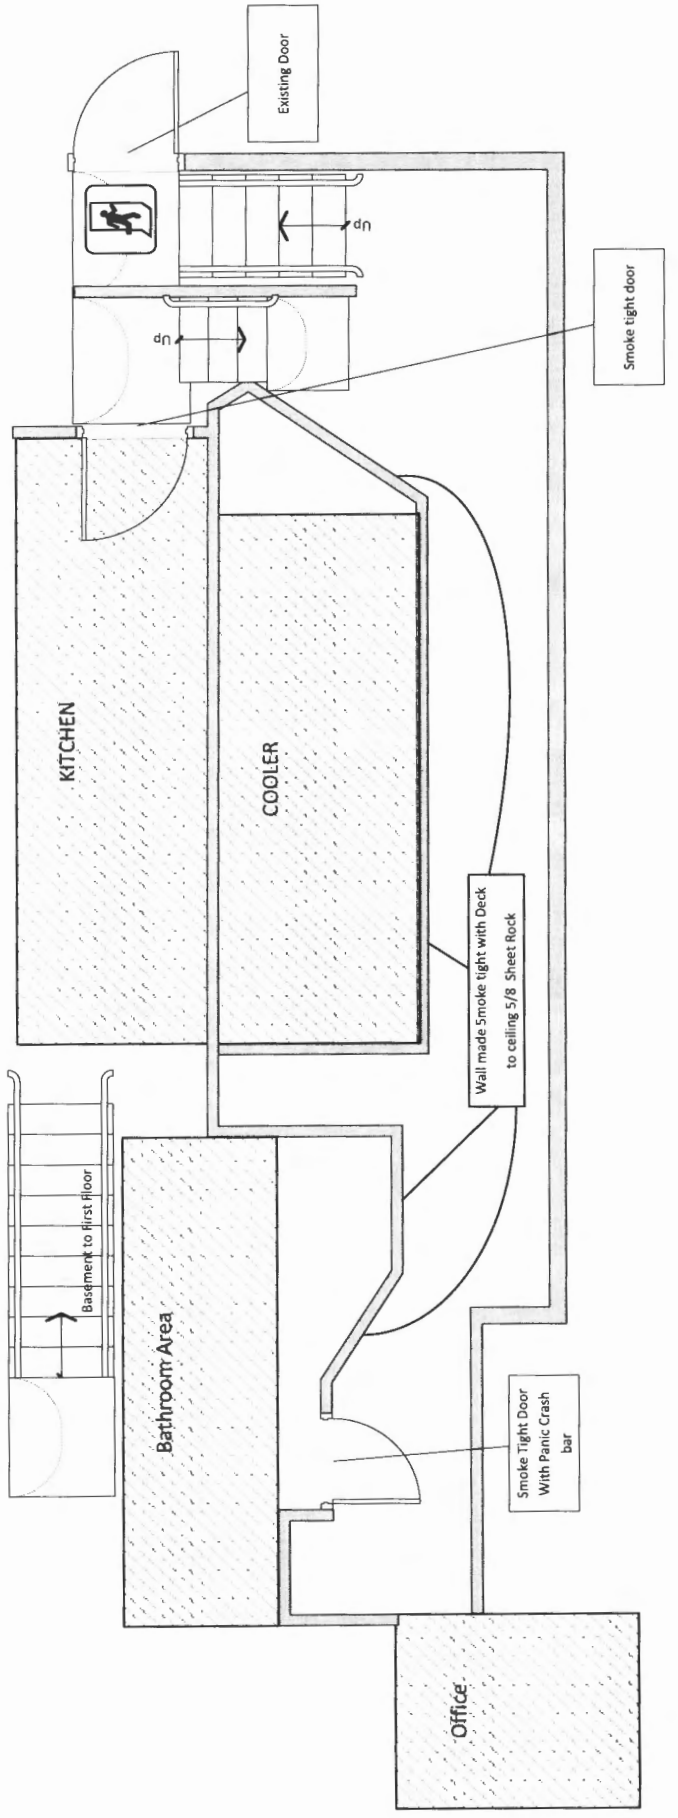 Existing Door
Up
Up
Smoke tight door
KITCHEN
COOLER
Wall made Smoke tight with Deck
to ceiling 5/8 Sheet Rock
Basement to First Floor
Bathroom Area
Smoke Tight Door
With Panic Crash
bar
Office